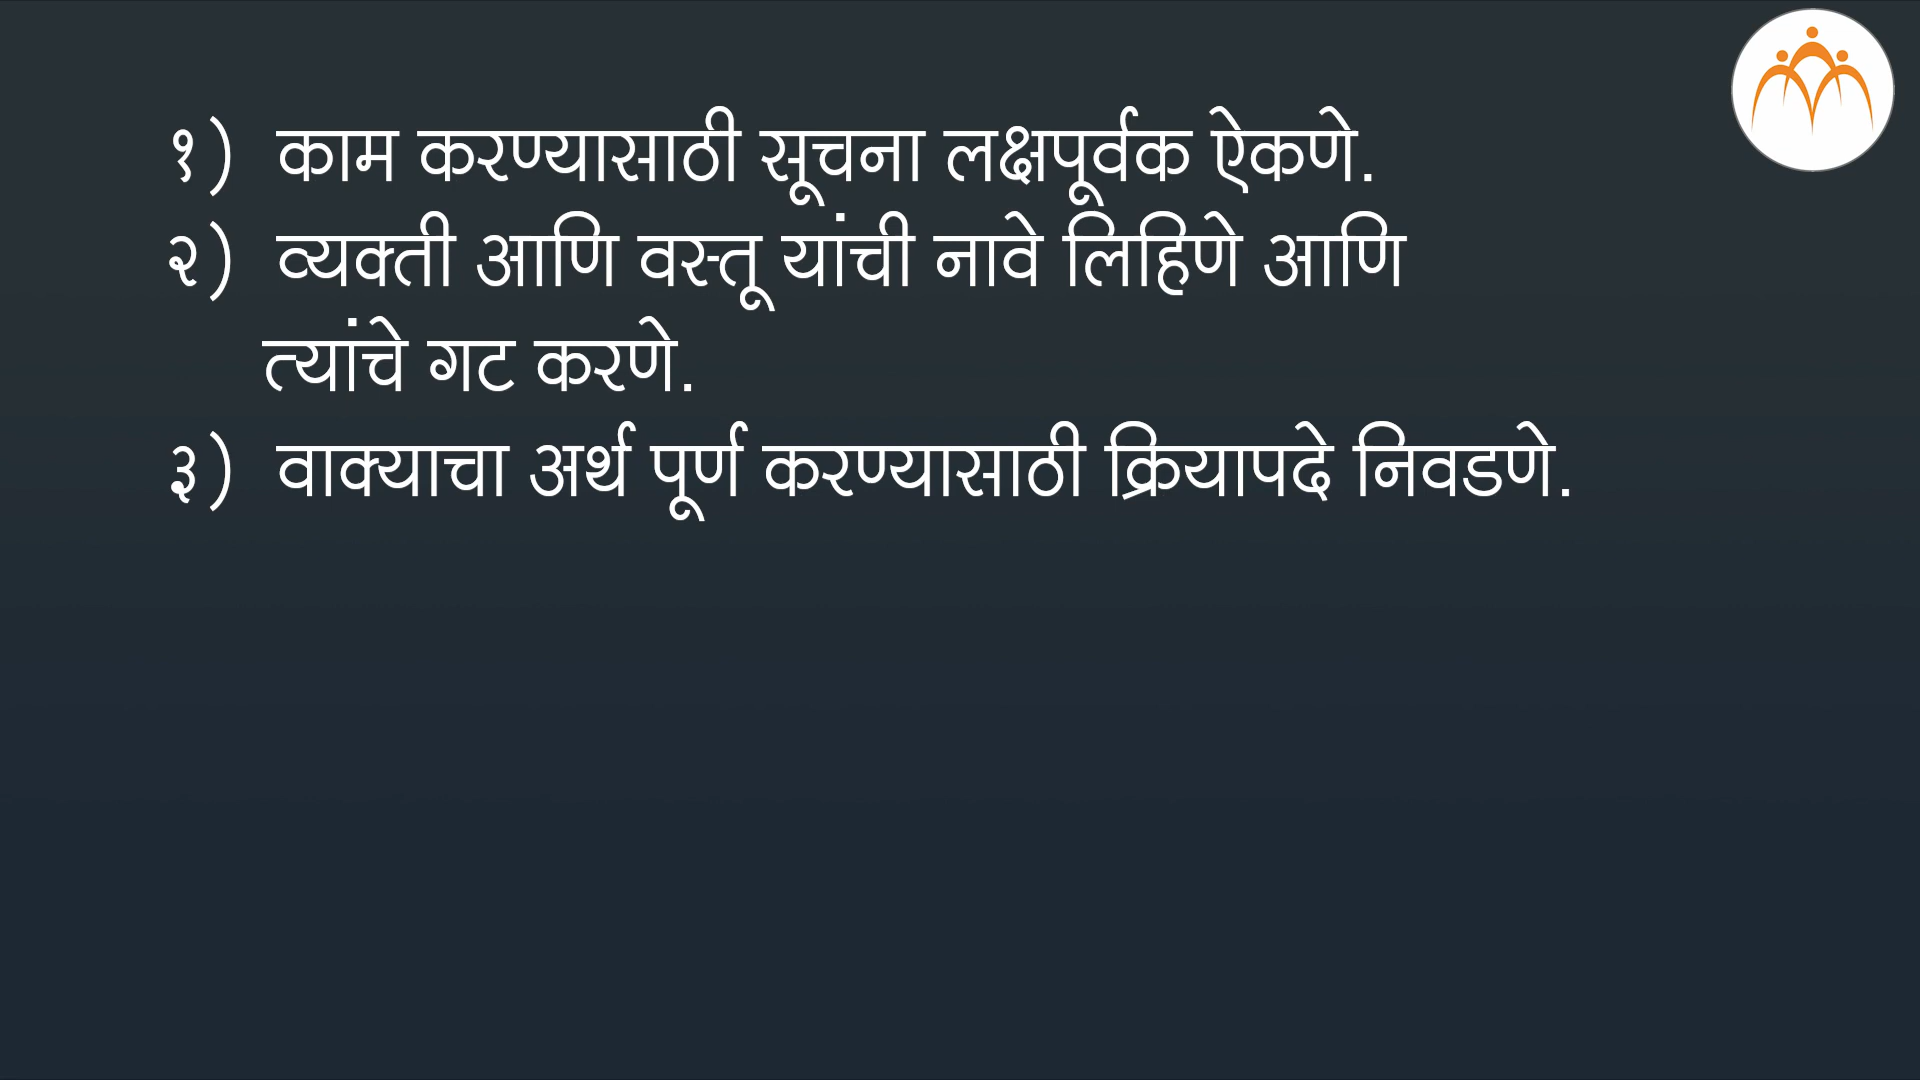 १) काम करण्यासाठी सूचना लक्षपूर्वक ऐकणे.
२) व्यक्ती आणि वस्तू यांची नावे लिहिणे आणि
त्यांचे गट करणे.
३) वाक्याचा अर्थ पूर्ण करण्यासाठी क्रियापदे निवडणे.